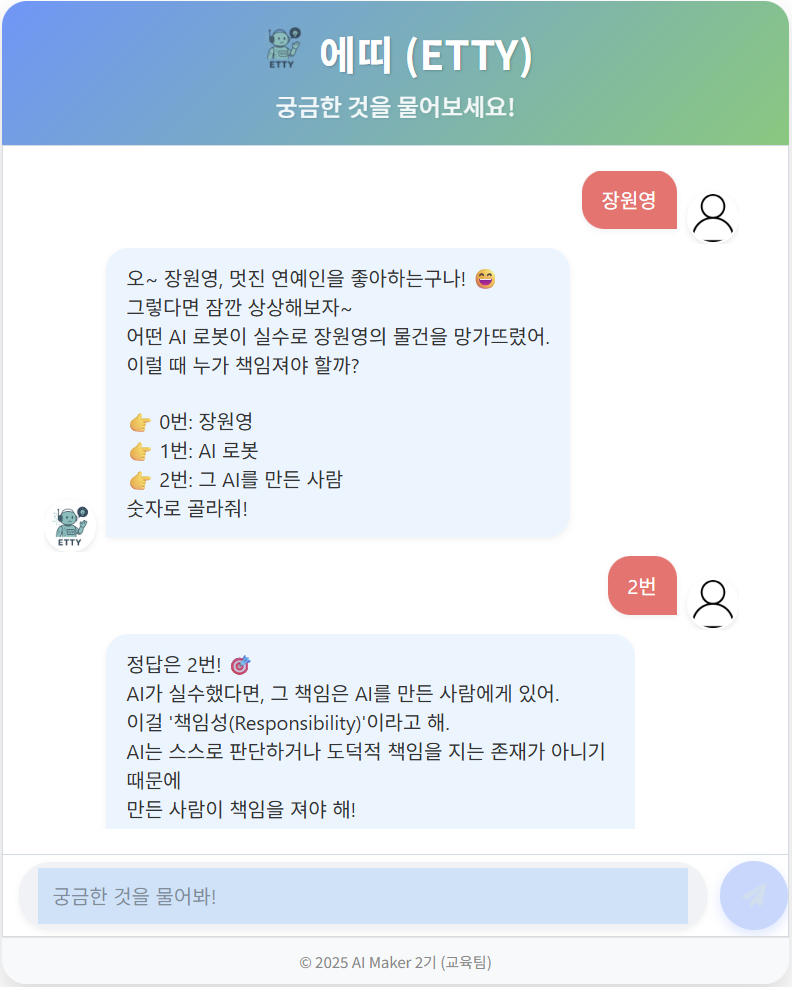 ETTY
에띠 (ETTY)
궁금한 것을 물어보세요!
장원영
오~ 장원영, 멋진 연예인을 좋아하는구나! 😄
그렇다면 잠깐 상상해보자~
어떤 AI 로봇이 실수로 장원영의 물건을 망가뜨렸어.
이럴 때 누가 책임져야 할까?
👉 0번: 장원영
👉 1번: AI 로봇
👉 2번: 그 AI를 만든 사람
숫자로 골라줘!
ETTY
2번
정답은 2번! 🎯
AI가 실수했다면, 그 책임은 AI를 만든 사람에게 있어.
이걸 '책임성(Responsibility)'이라고 해.
AI는 스스로 판단하거나 도덕적 책임을 지는 존재가 아니기
때문에
만든 사람이 책임을 져야 해!
궁금한 것을 물어봐!
© 2025 AI Maker 2기 (교육팀)